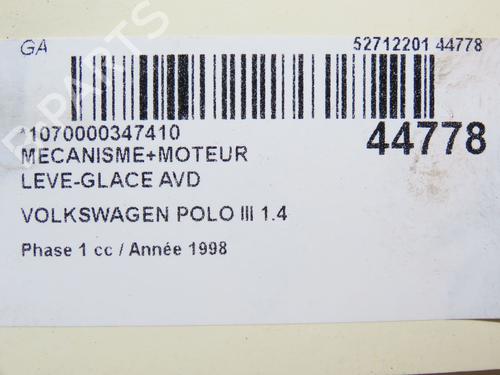 GA 52712201 44778
*1070000347410 44778
MECANISME+MOTEUR
LEVE-GLACE AVD
VOLKSWAGEN POLO III 1.4
Phase 1 cc / Année 1998
B-PARTS